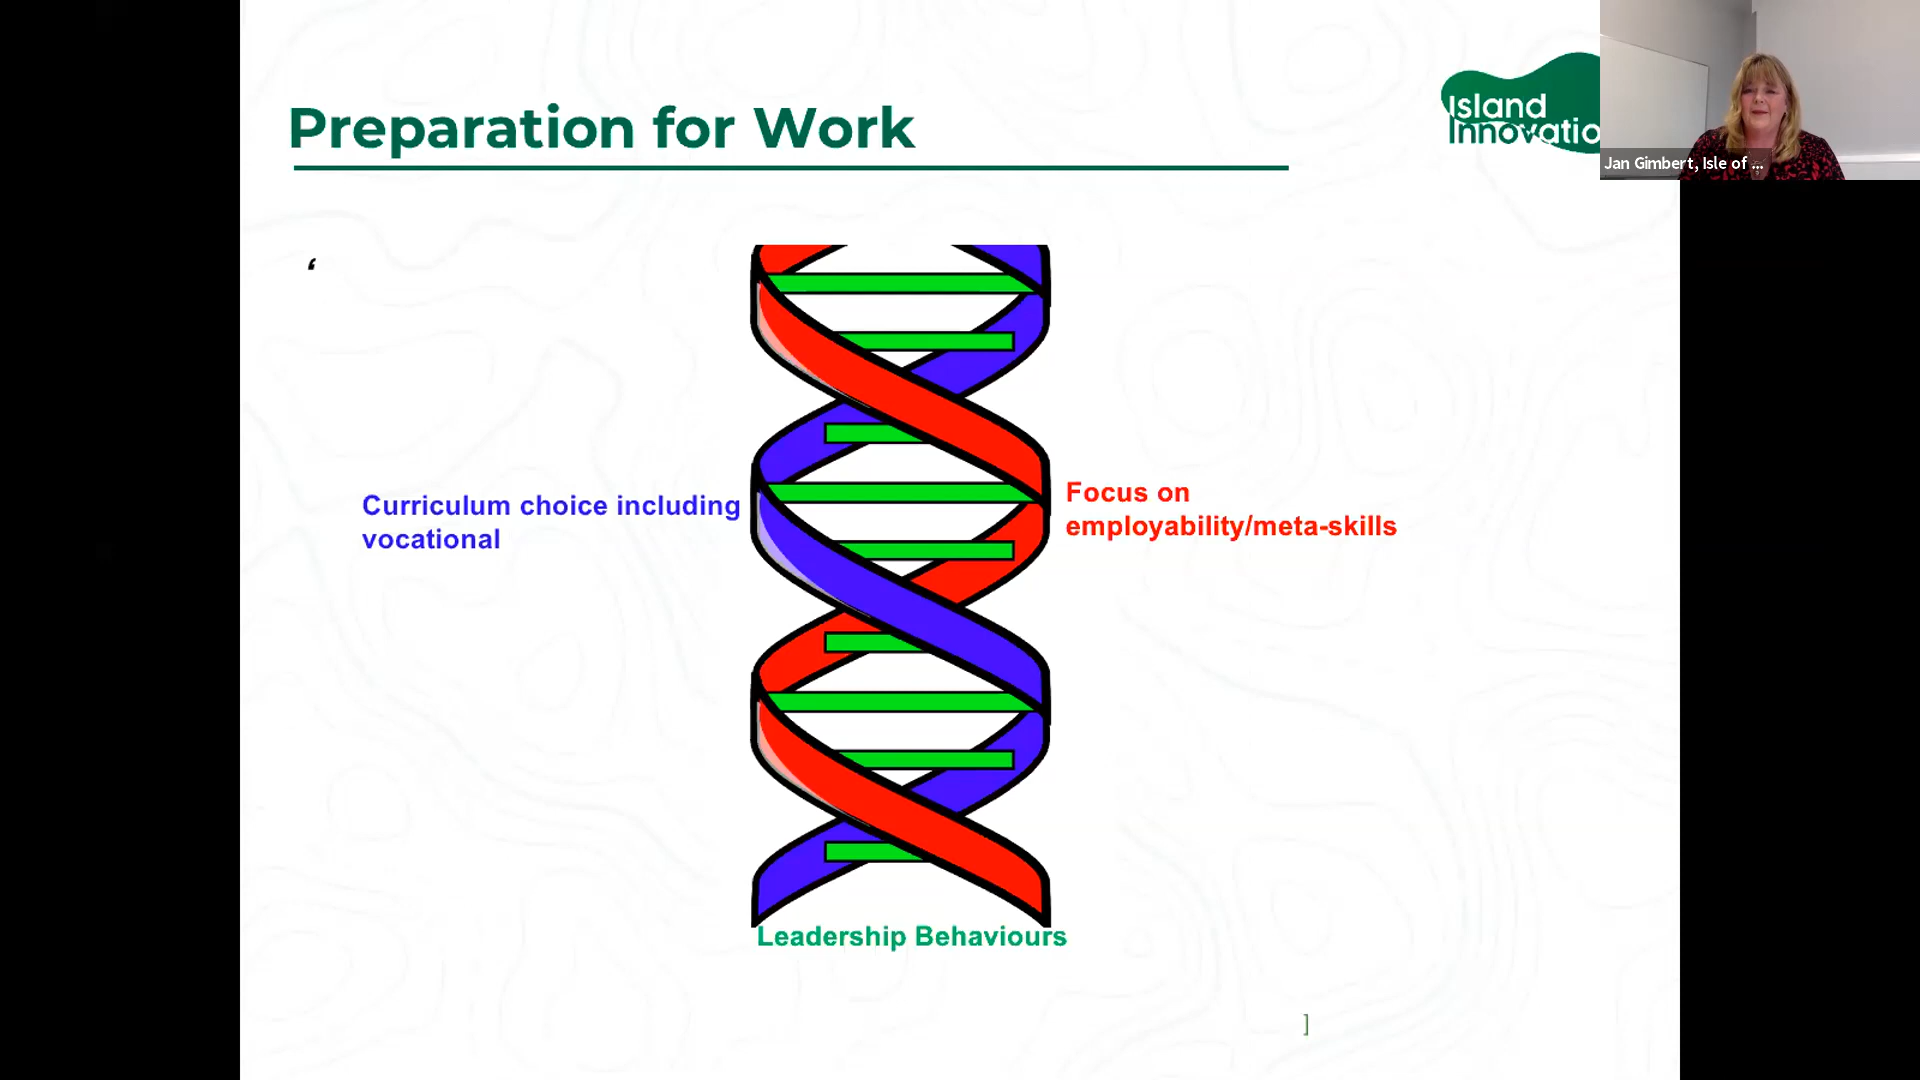 Preparation for Work
Island
Innovatio
Jan Gimbert, Isle of ...
‘
Curriculum choice including
vocational
Focus on
employability/meta-skills
Leadership Behaviours
]